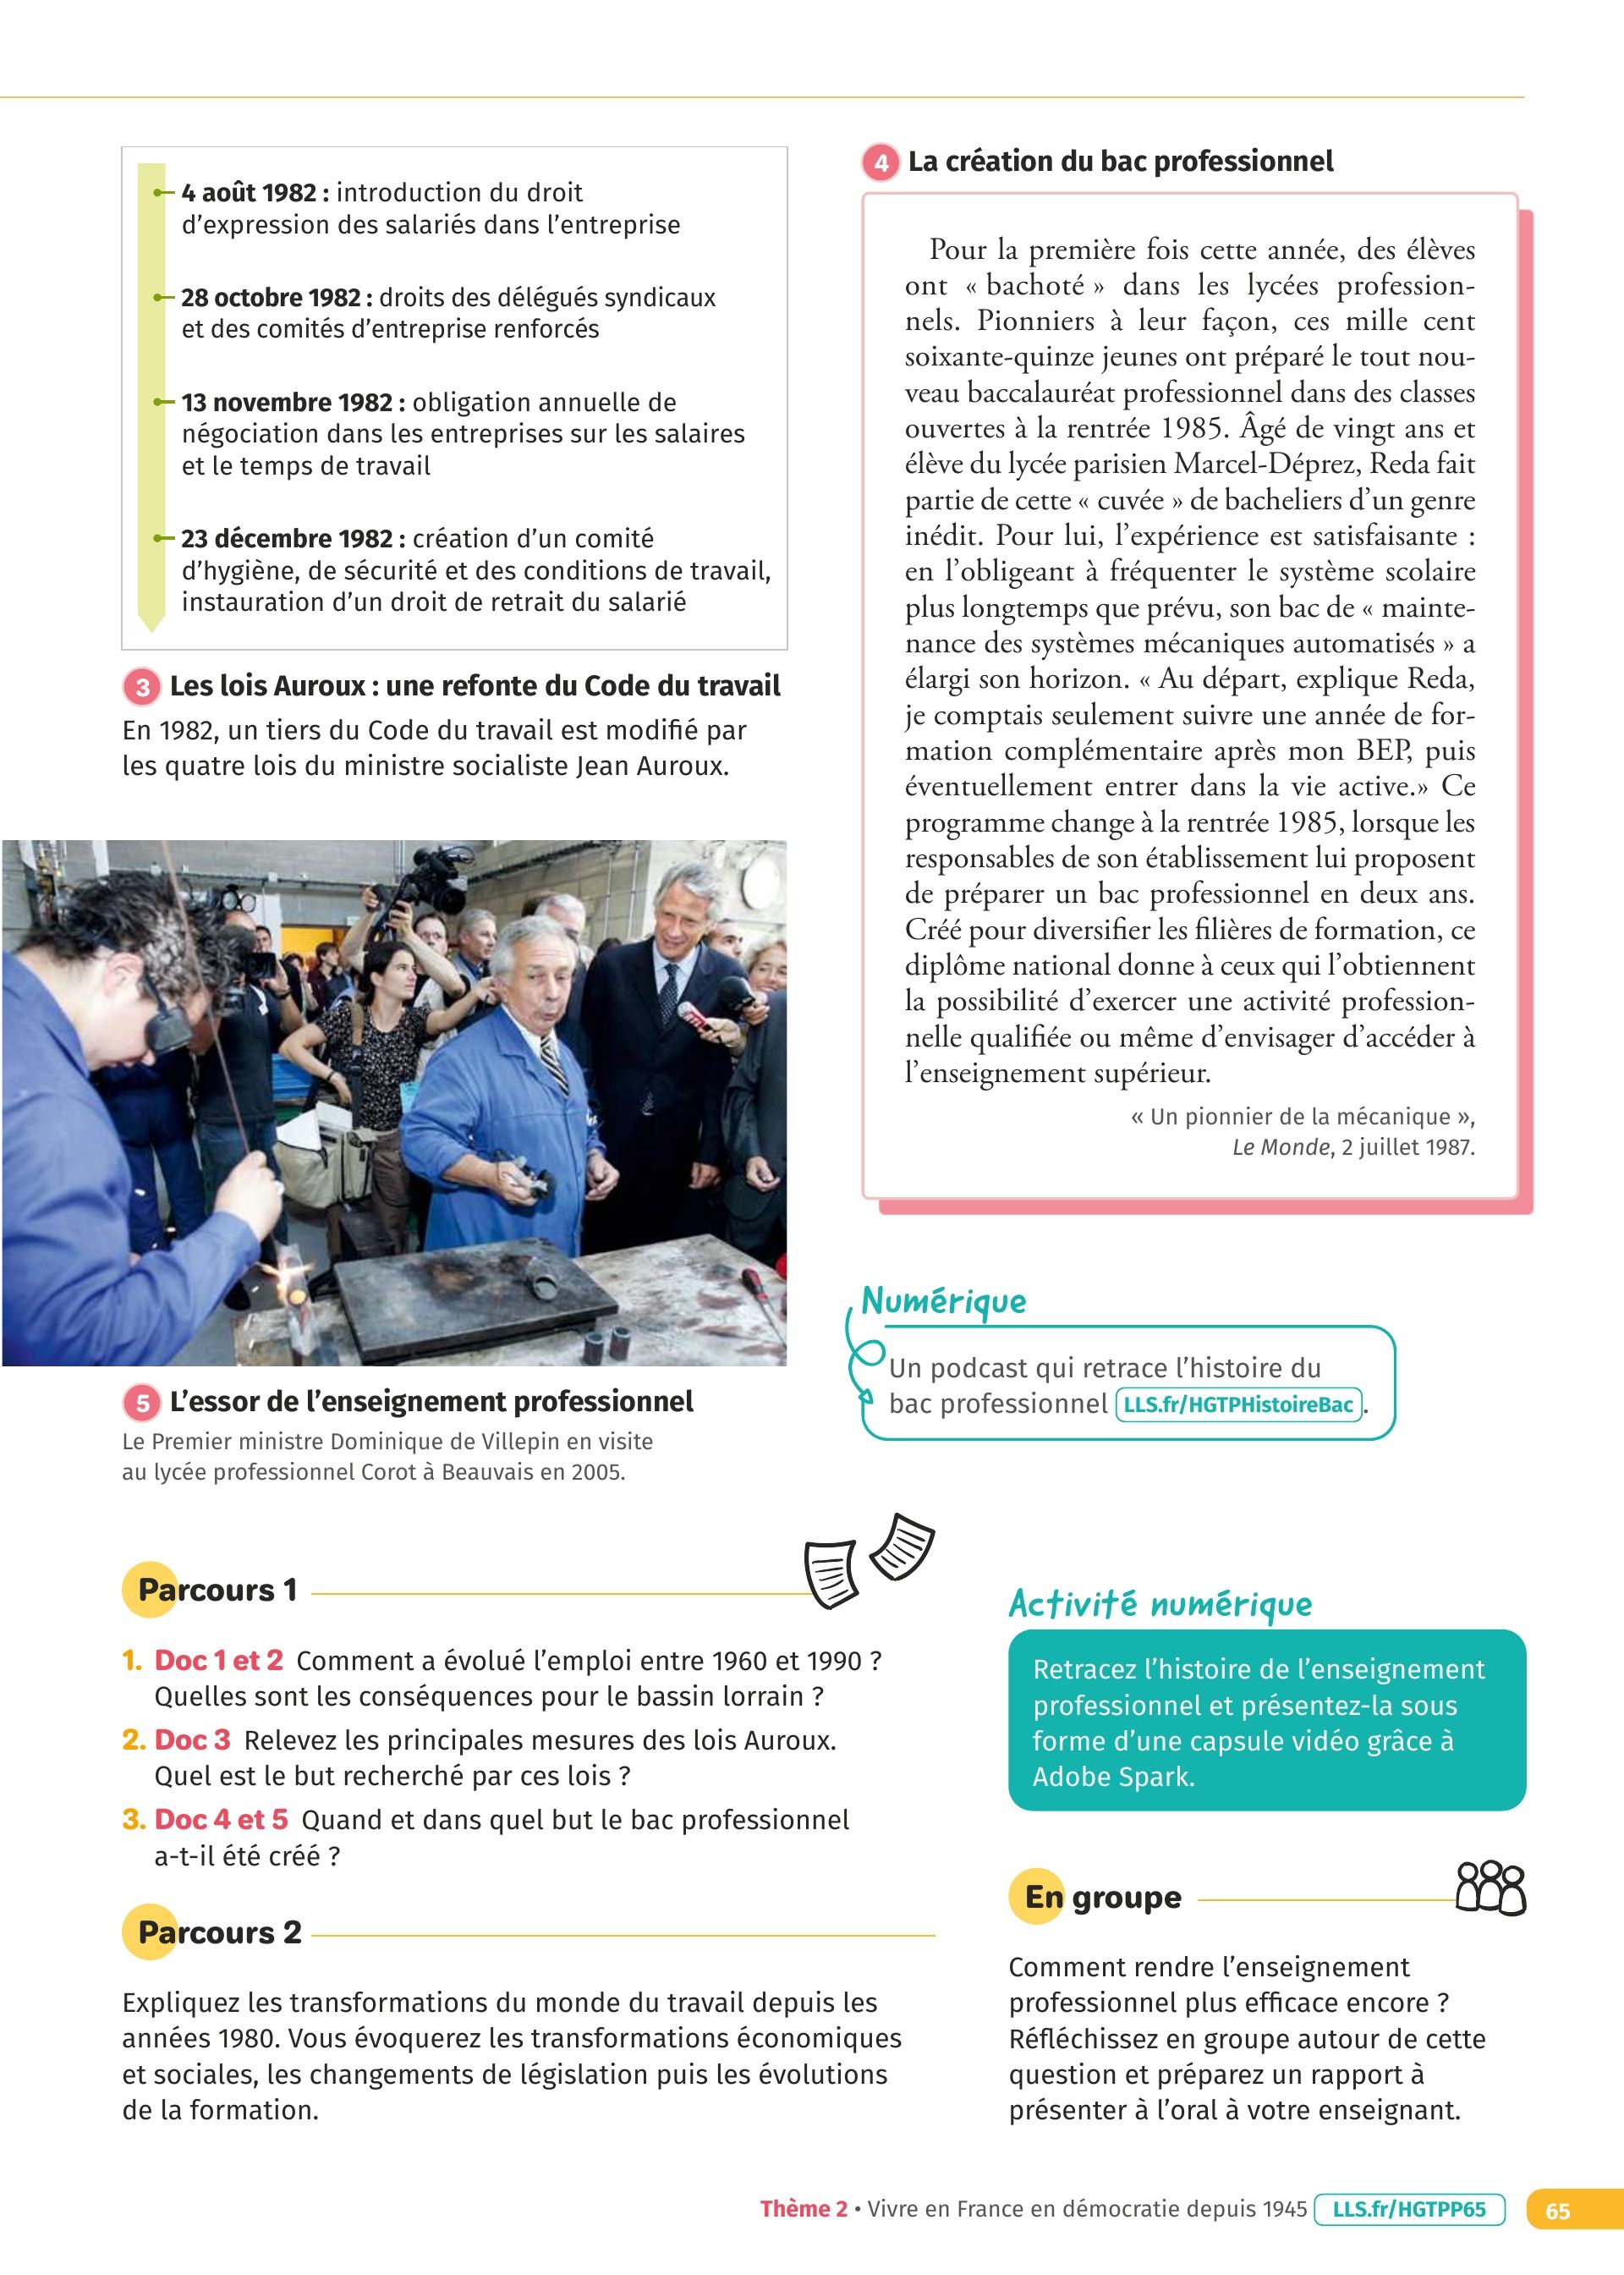 4 août 1982 : introduction du droit
d’expression des salariés dans l’entreprise
28 octobre 1982 : droits des délégués syndicaux
et des comités d’entreprise renforcés
13 novembre 1982 : obligation annuelle de
négociation dans les entreprises sur les salaires
et le temps de travail
23 décembre 1982 : création d’un comité
d’hygiène, de sécurité et des conditions de travail,
instauration d’un droit de retrait du salarié
3 Les lois Auroux : une refonte du Code du travail
En 1982, un tiers du Code du travail est modifié par
les quatre lois du ministre socialiste Jean Auroux.
5 L’essor de l’enseignement professionnel
Le Premier ministre Dominique de Villepin en visite
au lycée professionnel Corot à Beauvais en 2005.
4 La création du bac professionnel
Pour la première fois cette année, des élèves
ont « bachoté » dans les lycées profession-
nels. Pionniers à leur façon, ces mille cent
soixante-quinze jeunes ont préparé le tout nou-
veau baccalauréat professionnel dans des classes
ouvertes à la rentrée 1985. Âgé de vingt ans et
élève du lycée parisien Marcel-Déprez, Reda fait
partie de cette « cuvée » de bacheliers d’un genre
inédit. Pour lui, l’expérience est satisfaisante :
en l’obligeant à fréquenter le système scolaire
plus longtemps que prévu, son bac de « mainte-
nance des systèmes mécaniques automatisés » a
élargi son horizon. « Au départ, explique Reda,
je comptais seulement suivre une année de for-
mation complémentaire après mon BEP, puis
éventuellement entrer dans la vie active.» Ce
programme change à la rentrée 1985, lorsque les
responsables de son établissement lui proposent
de préparer un bac professionnel en deux ans.
Créé pour diversifier les filières de formation, ce
diplôme national donne à ceux qui l’obtiennent
la possibilité d’exercer une activité profession-
nelle qualifiée ou même d’envisager d’accéder à
l’enseignement supérieur.
« Un pionnier de la mécanique »,
Le Monde, 2 juillet 1987.
Numérique
Un podcast qui retrace l’histoire du
bac professionnel LLS.fr/HGTPHistoireBac.
Parcours 1
1. Doc 1 et 2 Comment a évolué l’emploi entre 1960 et 1990 ?
Quelles sont les conséquences pour le bassin lorrain ?
2. Doc 3 Relevez les principales mesures des lois Auroux.
Quel est le but recherché par ces lois ?
3. Doc 4 et 5 Quand et dans quel but le bac professionnel
a-t-il été créé ?
Parcours 2
Expliquez les transformations du monde du travail depuis les
années 1980. Vous évoquerez les transformations économiques
et sociales, les changements de législation puis les évolutions
de la formation.
Activité numérique
Retracez l’histoire de l’enseignement
professionnel et présentez-la sous
forme d’une capsule vidéo grâce à
Adobe Spark.
En groupe
Comment rendre l’enseignement
professionnel plus efficace encore ?
Réfléchissez en groupe autour de cette
question et préparez un rapport à
présenter à l’oral à votre enseignant.
Thème 2 • Vivre en France en démocratie depuis 1945 LLS.fr/HGTPP65 65